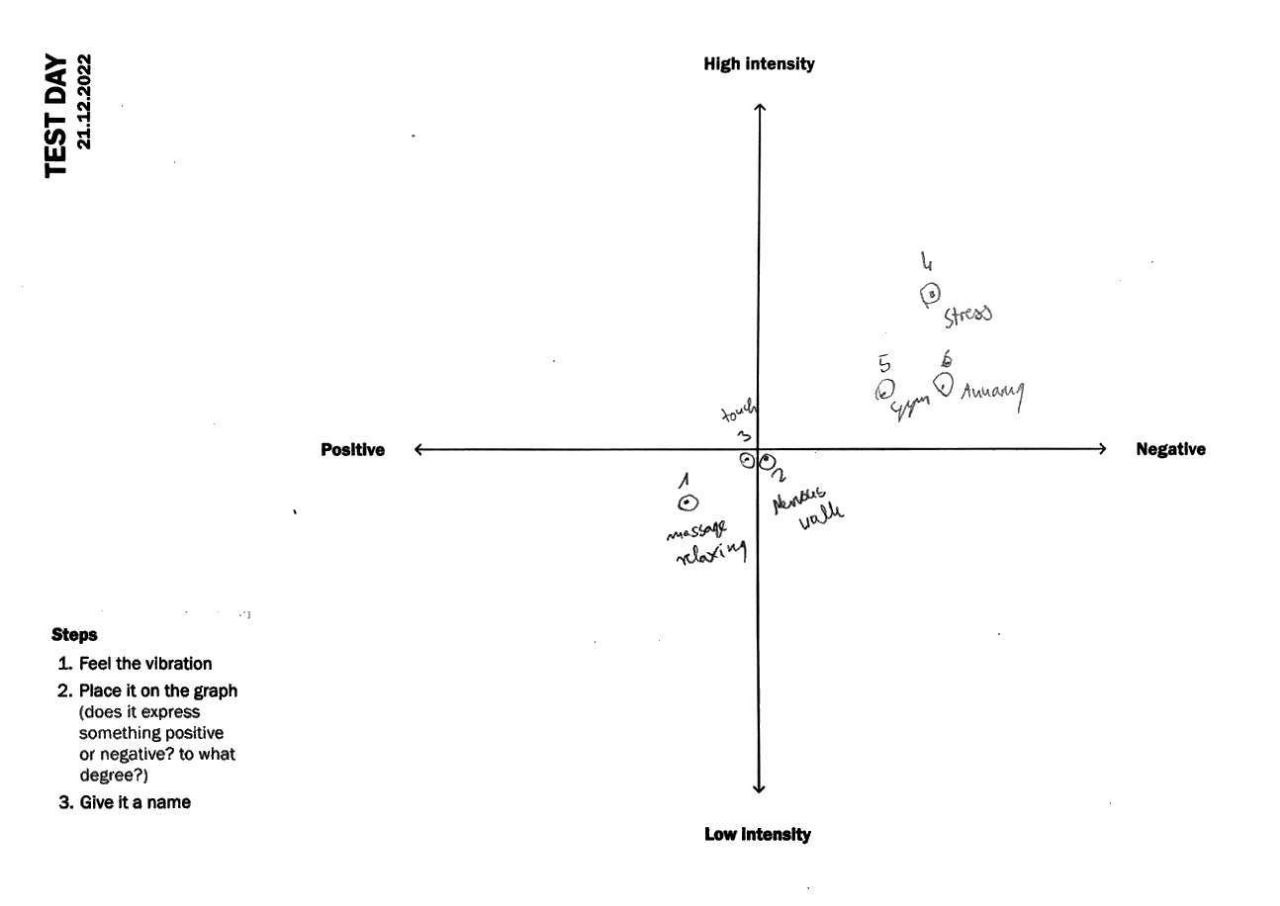 TEST DAY
21.12.2022
High intensity
4
Stress
5
6
gym
touch
3
Positive
Negative
1
2
massage
relaxing
Nervous
walk
Steps
1. Feel the vibration
2. Place it on the graph
(does it express
something positive
or negative? to what
degree?)
3. Give it a name
Low intensity